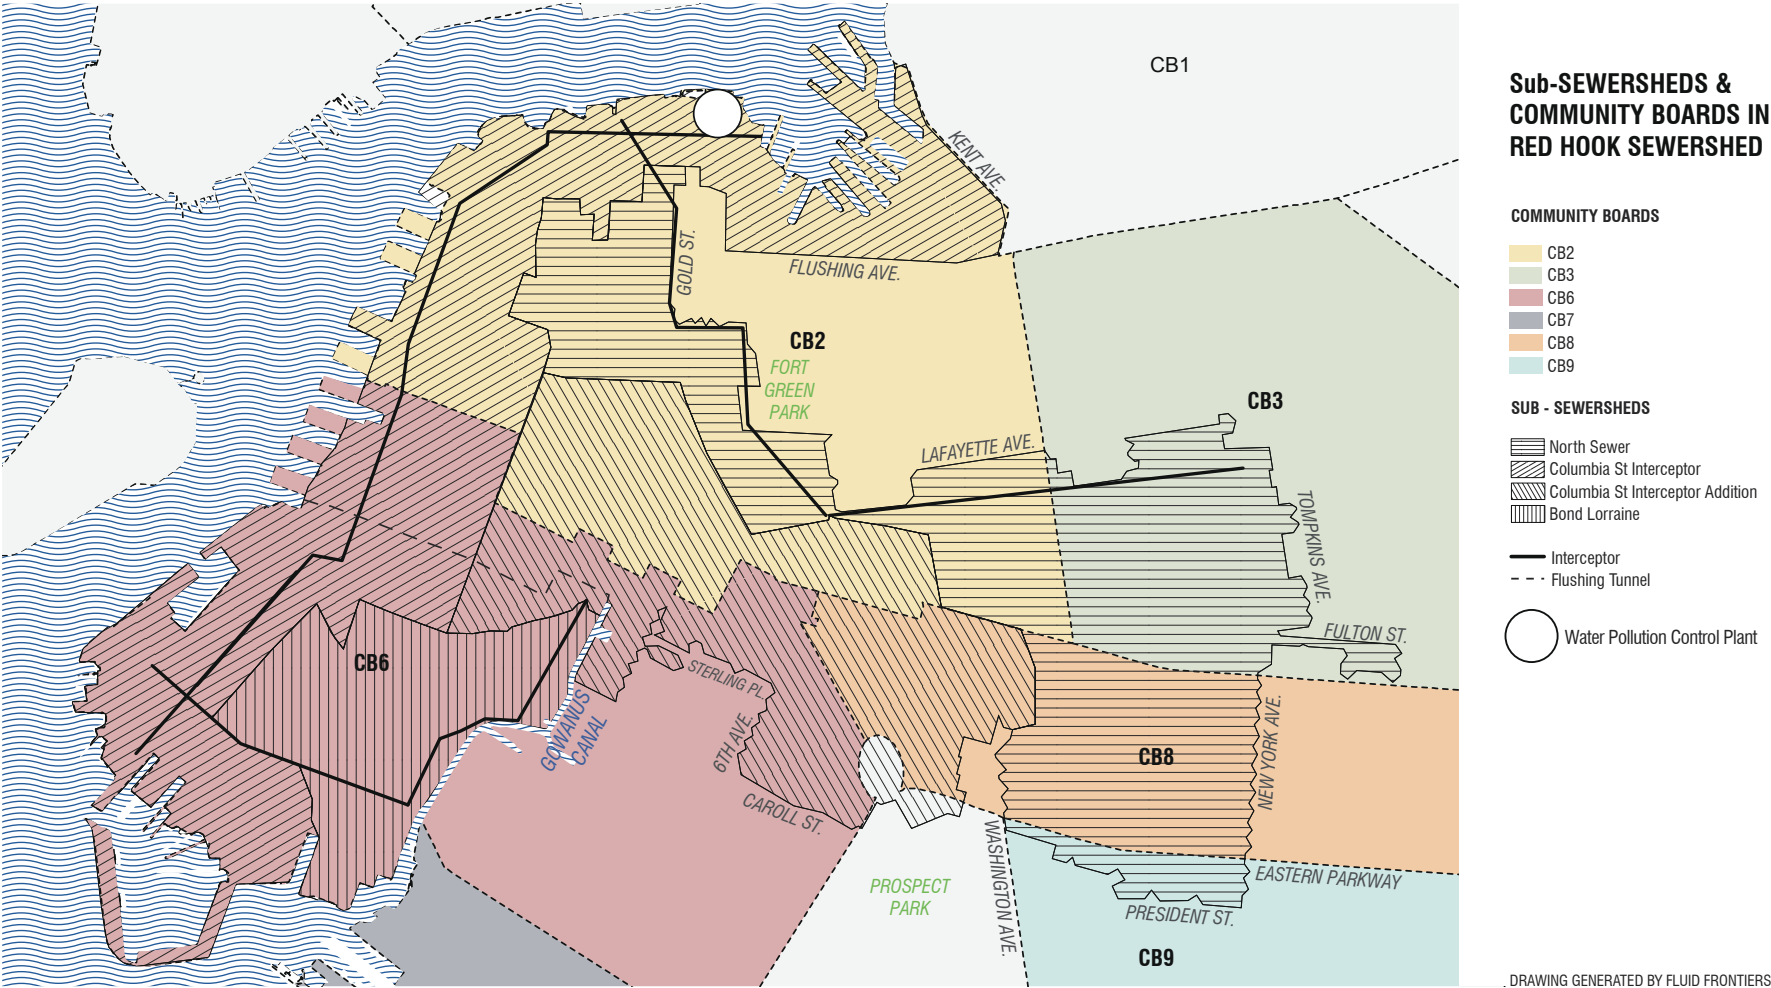 CB1
KENT AVE.
GOLD ST.
FLUSHING AVE.
CB2
FORT
GREEN
PARK
LAFAYETTE AVE.
CB3
TOMPKINS AVE.
FULTON ST.
CB6
STERLING PL.
GOWANUS
CANAL
6TH AVE.
CAROLL ST.
CB8
NEW YORK AVE.
WASHINGTON AVE.
EASTERN PARKWAY
PROSPECT
PARK
PRESIDENT ST.
CB9
Sub-SEWERSHEDS &
COMMUNITY BOARDS IN
RED HOOK SEWERSHED
COMMUNITY BOARDS
CB2
CB3
CB6
CB7
CB8
CB9
SUB - SEWERSHEDS
North Sewer
Columbia St Interceptor
Columbia St Interceptor Addition
Bond Lorraine
Interceptor
Flushing Tunnel
Water Pollution Control Plant
DRAWING GENERATED BY FLUID FRONTIERS